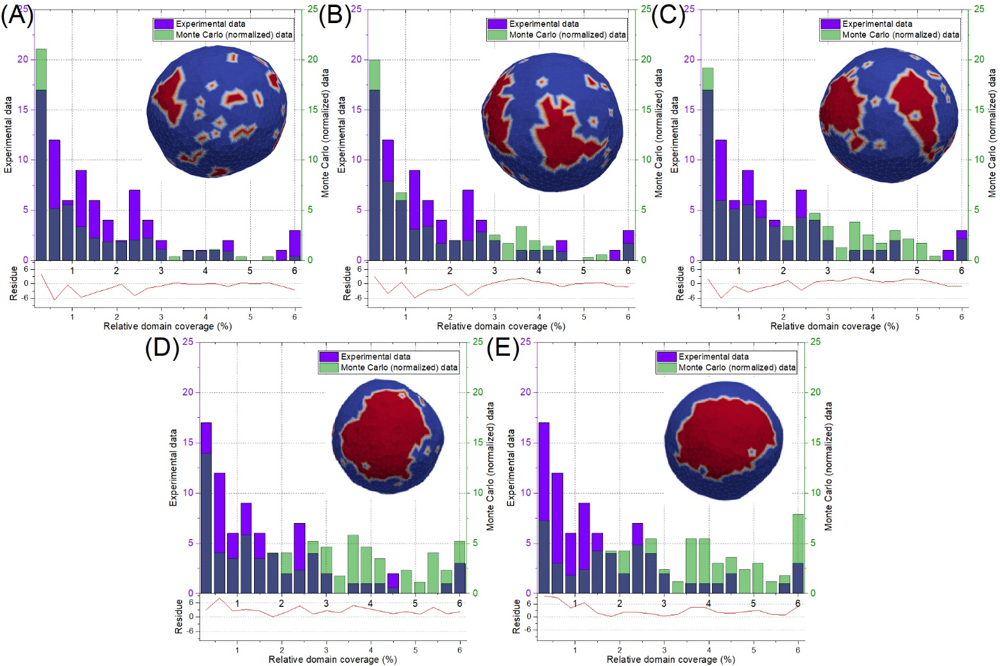 (A)
25
20
15
10
5
0
Experimental data
Experimental data
Monte Carlo (normalized) data
25
20
15
10
5
0
Monte Carlo (normalized) data
1 2 3 4 5 6
Residue
6
0
-6
1 2 3 4 5 6
Relative domain coverage (%)
(B)
25
20
15
10
5
0
Experimental data
Experimental data
Monte Carlo (normalized) data
25
20
15
10
5
0
Monte Carlo (normalized) data
1 2 3 4 5 6
Residue
6
0
-6
1 2 3 4 5 6
Relative domain coverage (%)
(C)
25
20
15
10
5
0
Experimental data
Experimental data
Monte Carlo (normalized) data
25
20
15
10
5
0
Monte Carlo (normalized) data
1 2 3 4 5 6
Residue
6
0
-6
1 2 3 4 5 6
Relative domain coverage (%)
(D)
25
20
15
10
5
0
Experimental data
Experimental data
Monte Carlo (normalized) data
25
20
15
10
5
0
Monte Carlo (normalized) data
1 2 3 4 5 6
Residue
6
0
-6
1 2 3 4 5 6
Relative domain coverage (%)
(E)
25
20
15
10
5
0
Experimental data
Experimental data
Monte Carlo (normalized) data
25
20
15
10
5
0
Monte Carlo (normalized) data
1 2 3 4 5 6
Residue
6
0
-6
1 2 3 4 5 6
Relative domain coverage (%)